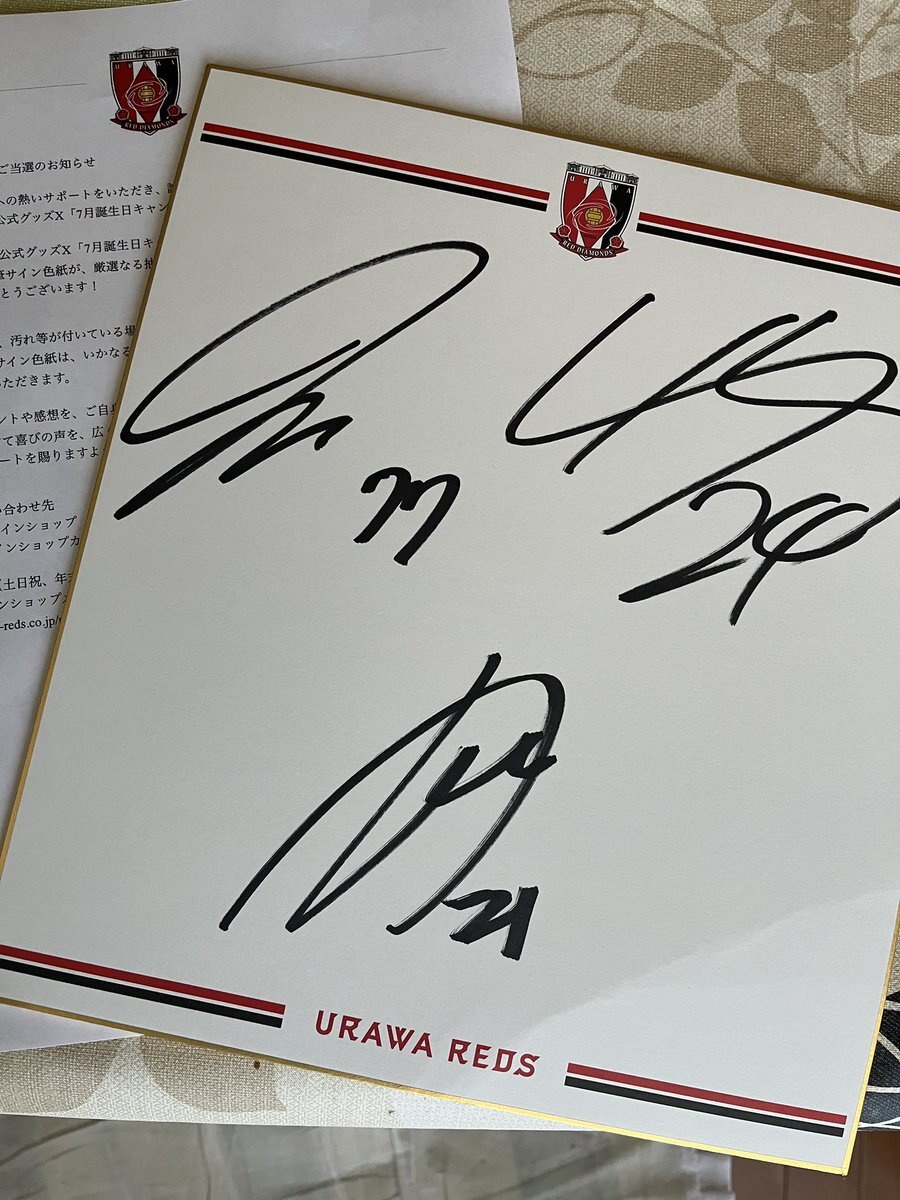 URAWA
RED DIAMONDS
ご当選のお知らせ
への熱いサポートをいただき、
公式グッズX「7月誕生日キャン
公式グッズX「7月誕生日キ
筆サイン色紙が、厳選なる抽
とうございます！
、汚れ等が付いている場
サイン色紙は、いかなる
いただきます。
ントや感想を、ご自身
て喜びの声を、広く
ートを賜りますよ
い合わせ先
インショップ
インショップカ
(土日祝、年末
ンショップ
-reds.co.jp/
URAWA
RED DIAMONDS
77
24
21
URAWA REDS